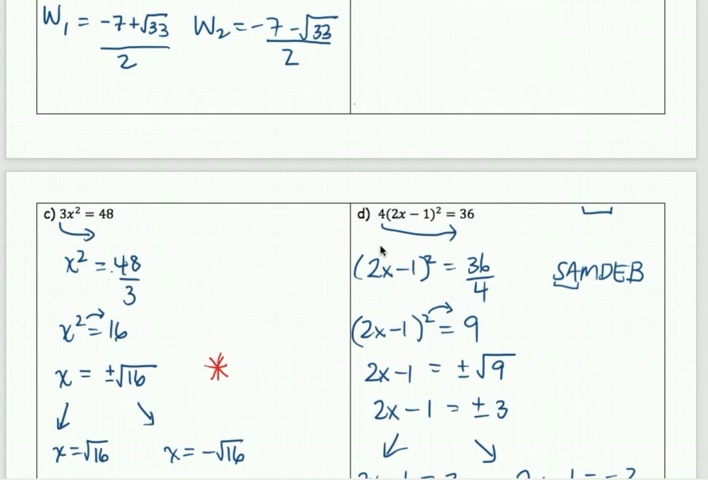 W₁ = (-7+√33)/2   W₂ = (-7-√33)/2
c) 3x² = 48
x² = 48/3
x² = 16
x = ±√16 *
x = √16   x = -√16
d) 4(2x − 1)² = 36
(2x-1)² = 36/4   SAMDEB
(2x-1)² = 9
2x-1 = ±√9
2x-1 = ±3